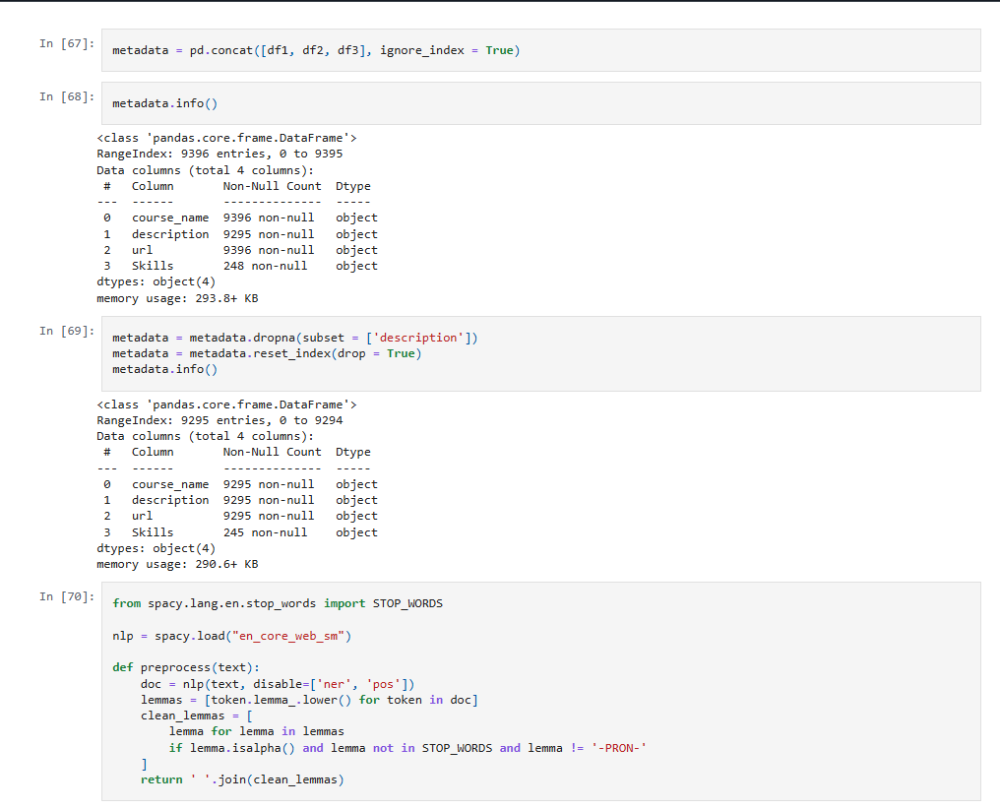 In [67]: metadata = pd.concat([df1, df2, df3], ignore_index = True)
In [68]: metadata.info()
<class 'pandas.core.frame.DataFrame'>
RangeIndex: 9396 entries, 0 to 9395
Data columns (total 4 columns):
 #   Column       Non-Null Count  Dtype
---  ------       --------------  -----
 0   course_name  9396 non-null   object
 1   description  9295 non-null   object
 2   url          9396 non-null   object
 3   Skills       248 non-null    object
dtypes: object(4)
memory usage: 293.8+ KB
In [69]: metadata = metadata.dropna(subset = ['description'])
metadata = metadata.reset_index(drop = True)
metadata.info()
<class 'pandas.core.frame.DataFrame'>
RangeIndex: 9295 entries, 0 to 9294
Data columns (total 4 columns):
 #   Column       Non-Null Count  Dtype
---  ------       --------------  -----
 0   course_name  9295 non-null   object
 1   description  9295 non-null   object
 2   url          9295 non-null   object
 3   Skills       245 non-null    object
dtypes: object(4)
memory usage: 290.6+ KB
In [70]: from spacy.lang.en.stop_words import STOP_WORDS
nlp = spacy.load("en_core_web_sm")
def preprocess(text):
    doc = nlp(text, disable=['ner', 'pos'])
    lemmas = [token.lemma_.lower() for token in doc]
    clean_lemmas = [
        lemma for lemma in lemmas
        if lemma.isalpha() and lemma not in STOP_WORDS and lemma != '-PRON-'
    ]
    return ' '.join(clean_lemmas)